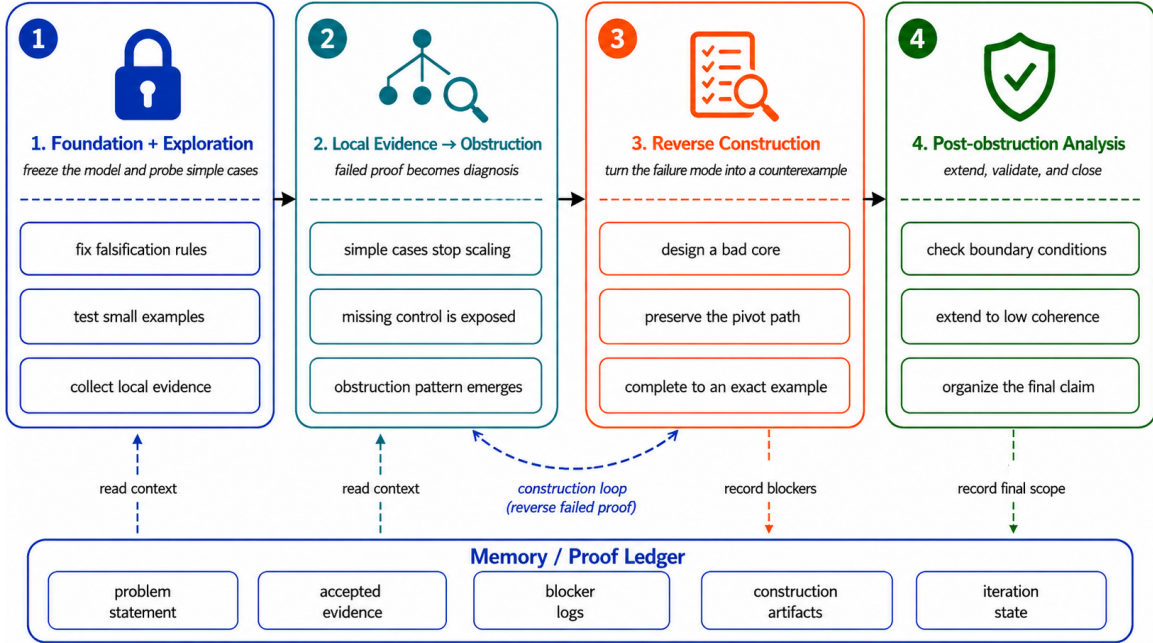 1
1. Foundation + Exploration
freeze the model and probe simple cases
fix falsification rules
test small examples
collect local evidence
2
2. Local Evidence → Obstruction
failed proof becomes diagnosis
simple cases stop scaling
missing control is exposed
obstruction pattern emerges
3
3. Reverse Construction
turn the failure mode into a counterexample
design a bad core
preserve the pivot path
complete to an exact example
4
4. Post-obstruction Analysis
extend, validate, and close
check boundary conditions
extend to low coherence
organize the final claim
read context
read context
construction loop
(reverse failed proof)
record blockers
record final scope
Memory / Proof Ledger
problem
statement
accepted
evidence
blocker
logs
construction
artifacts
iteration
state